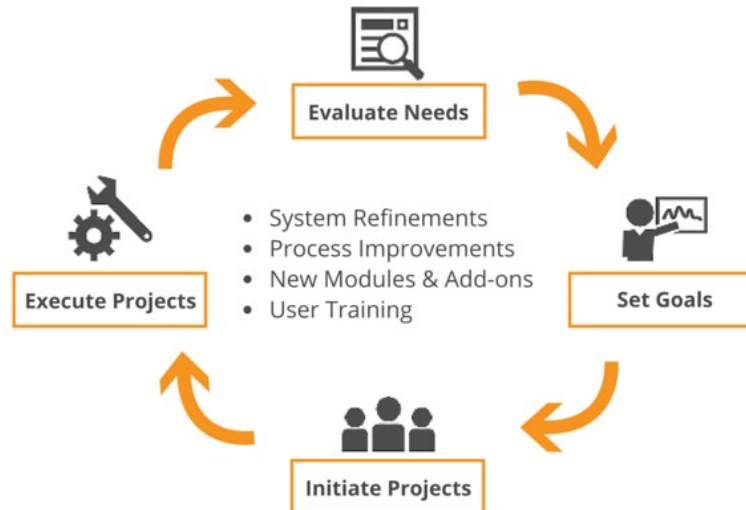 Evaluate Needs
• System Refinements
• Process Improvements
• New Modules & Add-ons
• User Training
Execute Projects
Set Goals
Initiate Projects